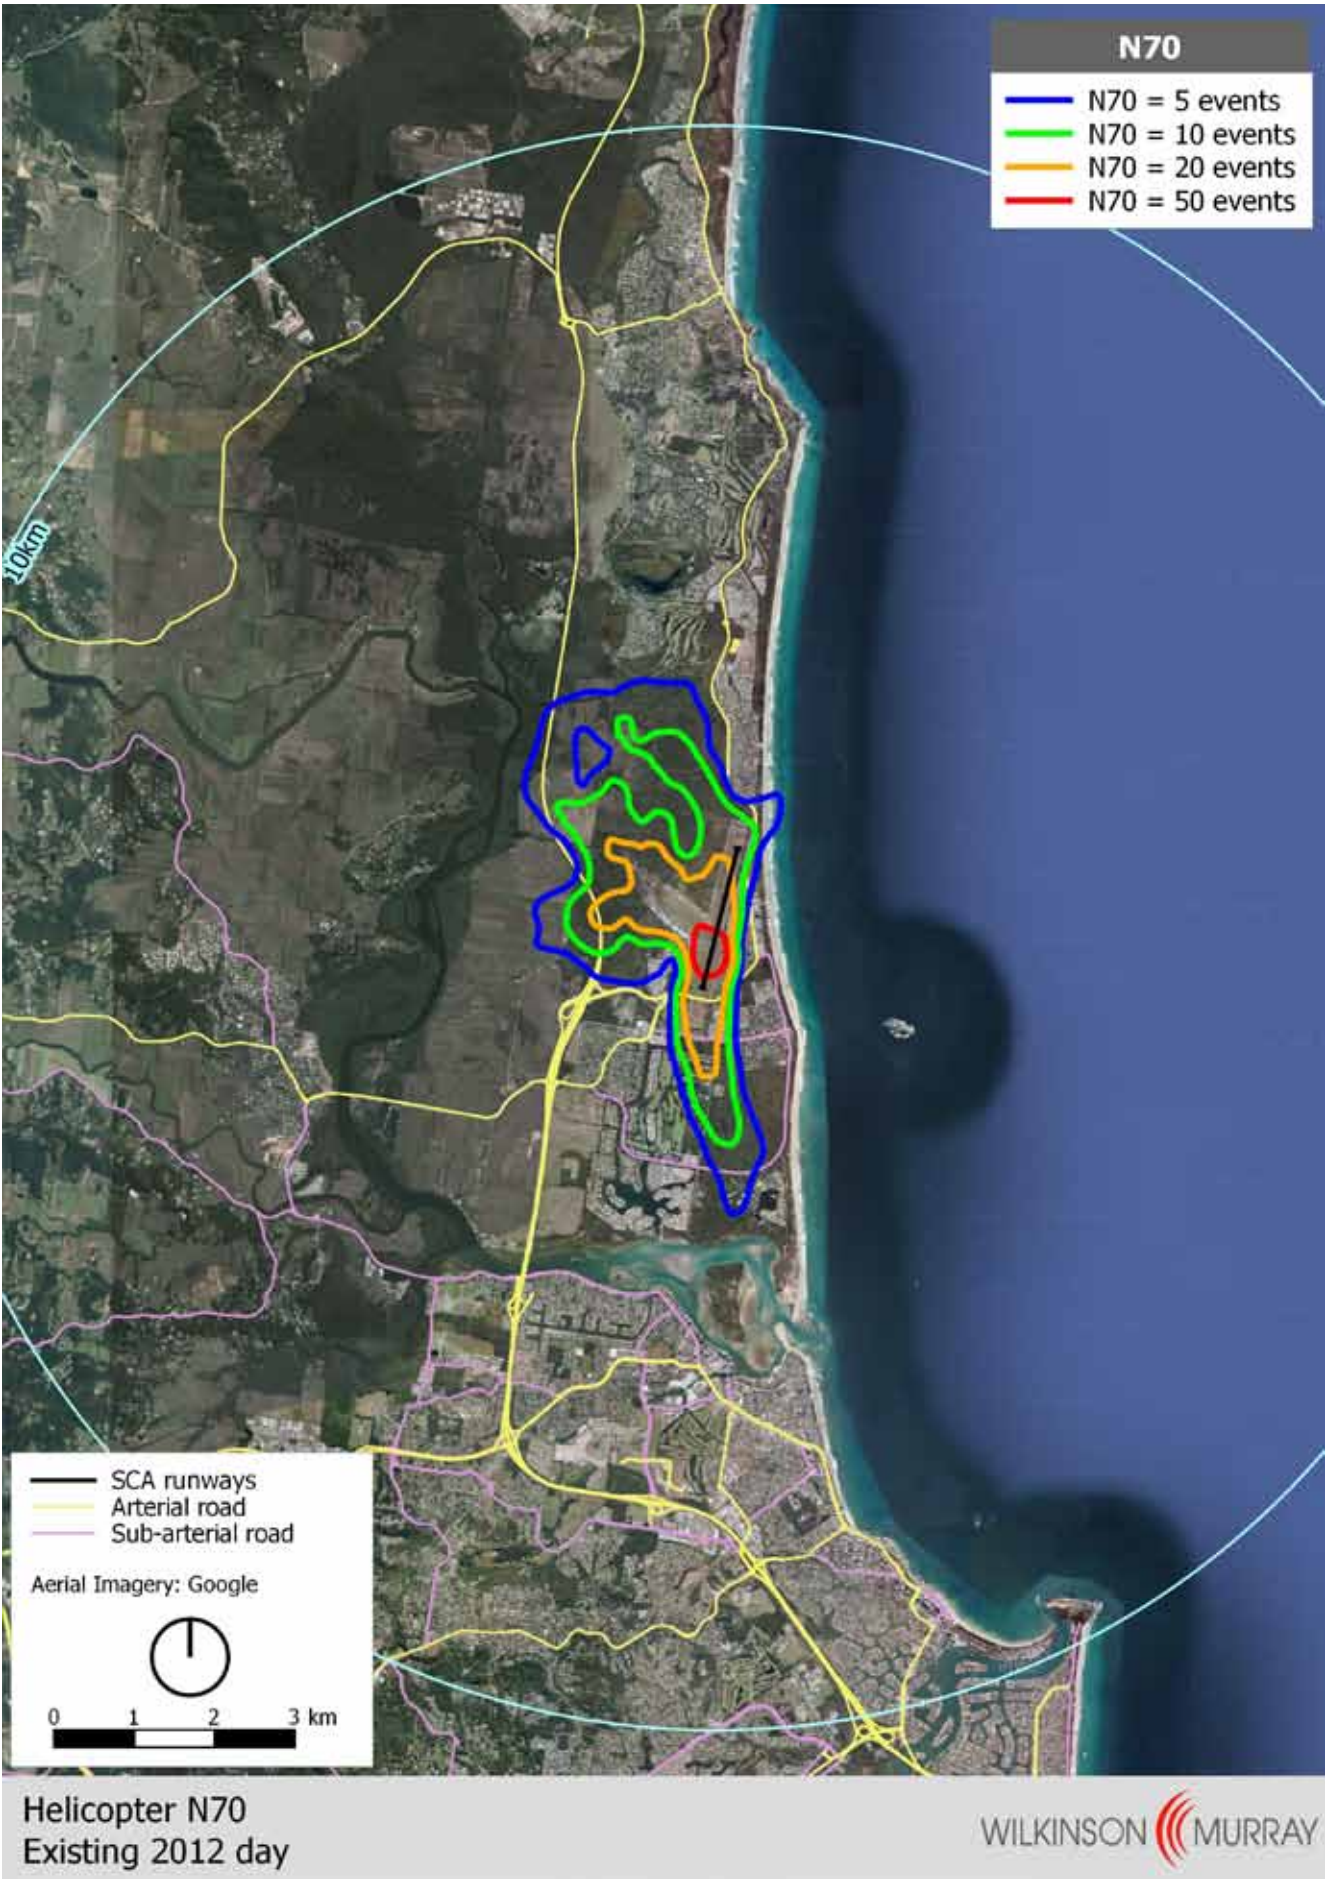 N70
N70 = 5 events
N70 = 10 events
N70 = 20 events
N70 = 50 events
10km
SCA runways
Arterial road
Sub-arterial road
Aerial Imagery: Google
0 1 2 3 km
Helicopter N70
Existing 2012 day
WILKINSON MURRAY